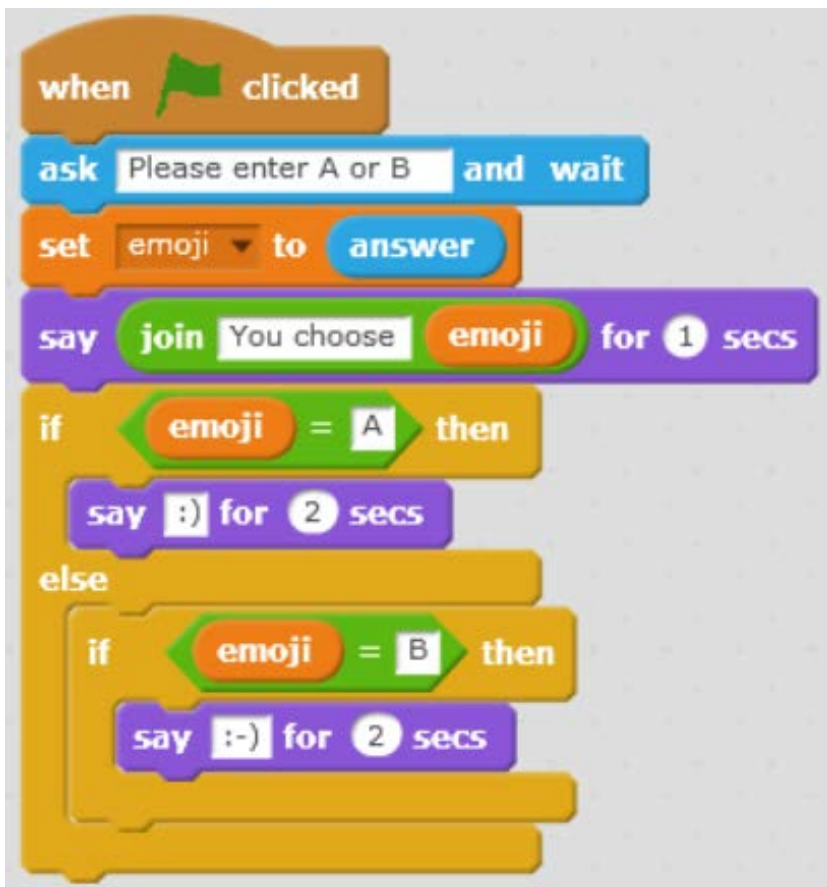 when clicked
ask Please enter A or B and wait
set emoji to answer
say join You choose emoji for 1 secs
if emoji = A then
say :) for 2 secs
else
if emoji = B then
say :-) for 2 secs